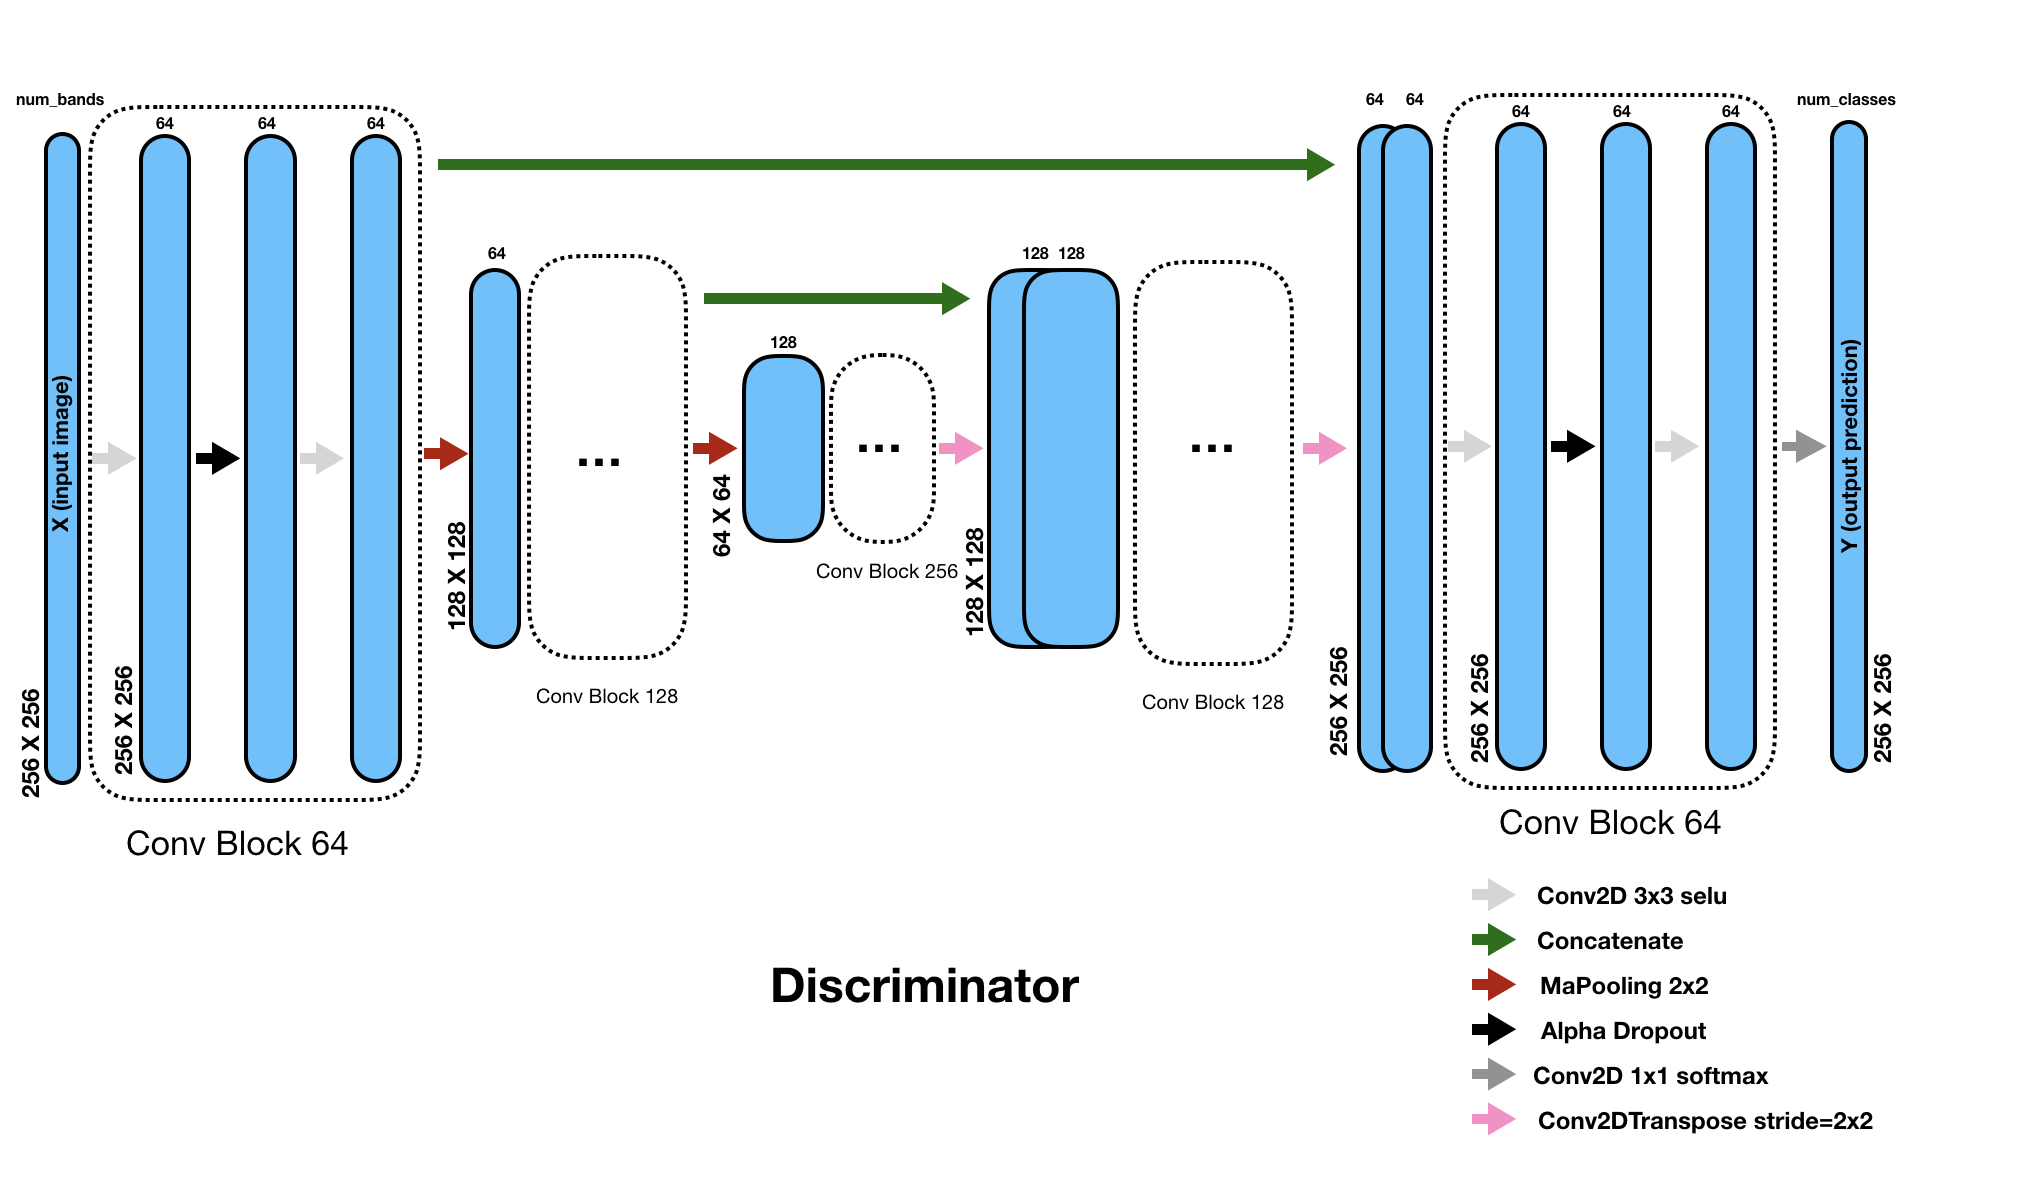 num_bands
64
64
64
X (input image)
256 X 256
256 X 256
Conv Block 64
64
128 X 128
...
Conv Block 128
128
64 X 64
...
Conv Block 256
128 128
128 X 128
...
Conv Block 128
64 64
256 X 256
64
64
64
256 X 256
Conv Block 64
num_classes
Y (output prediction)
256 X 256
Discriminator
Conv2D 3x3 selu
Concatenate
MaPooling 2x2
Alpha Dropout
Conv2D 1x1 softmax
Conv2DTranspose stride=2x2